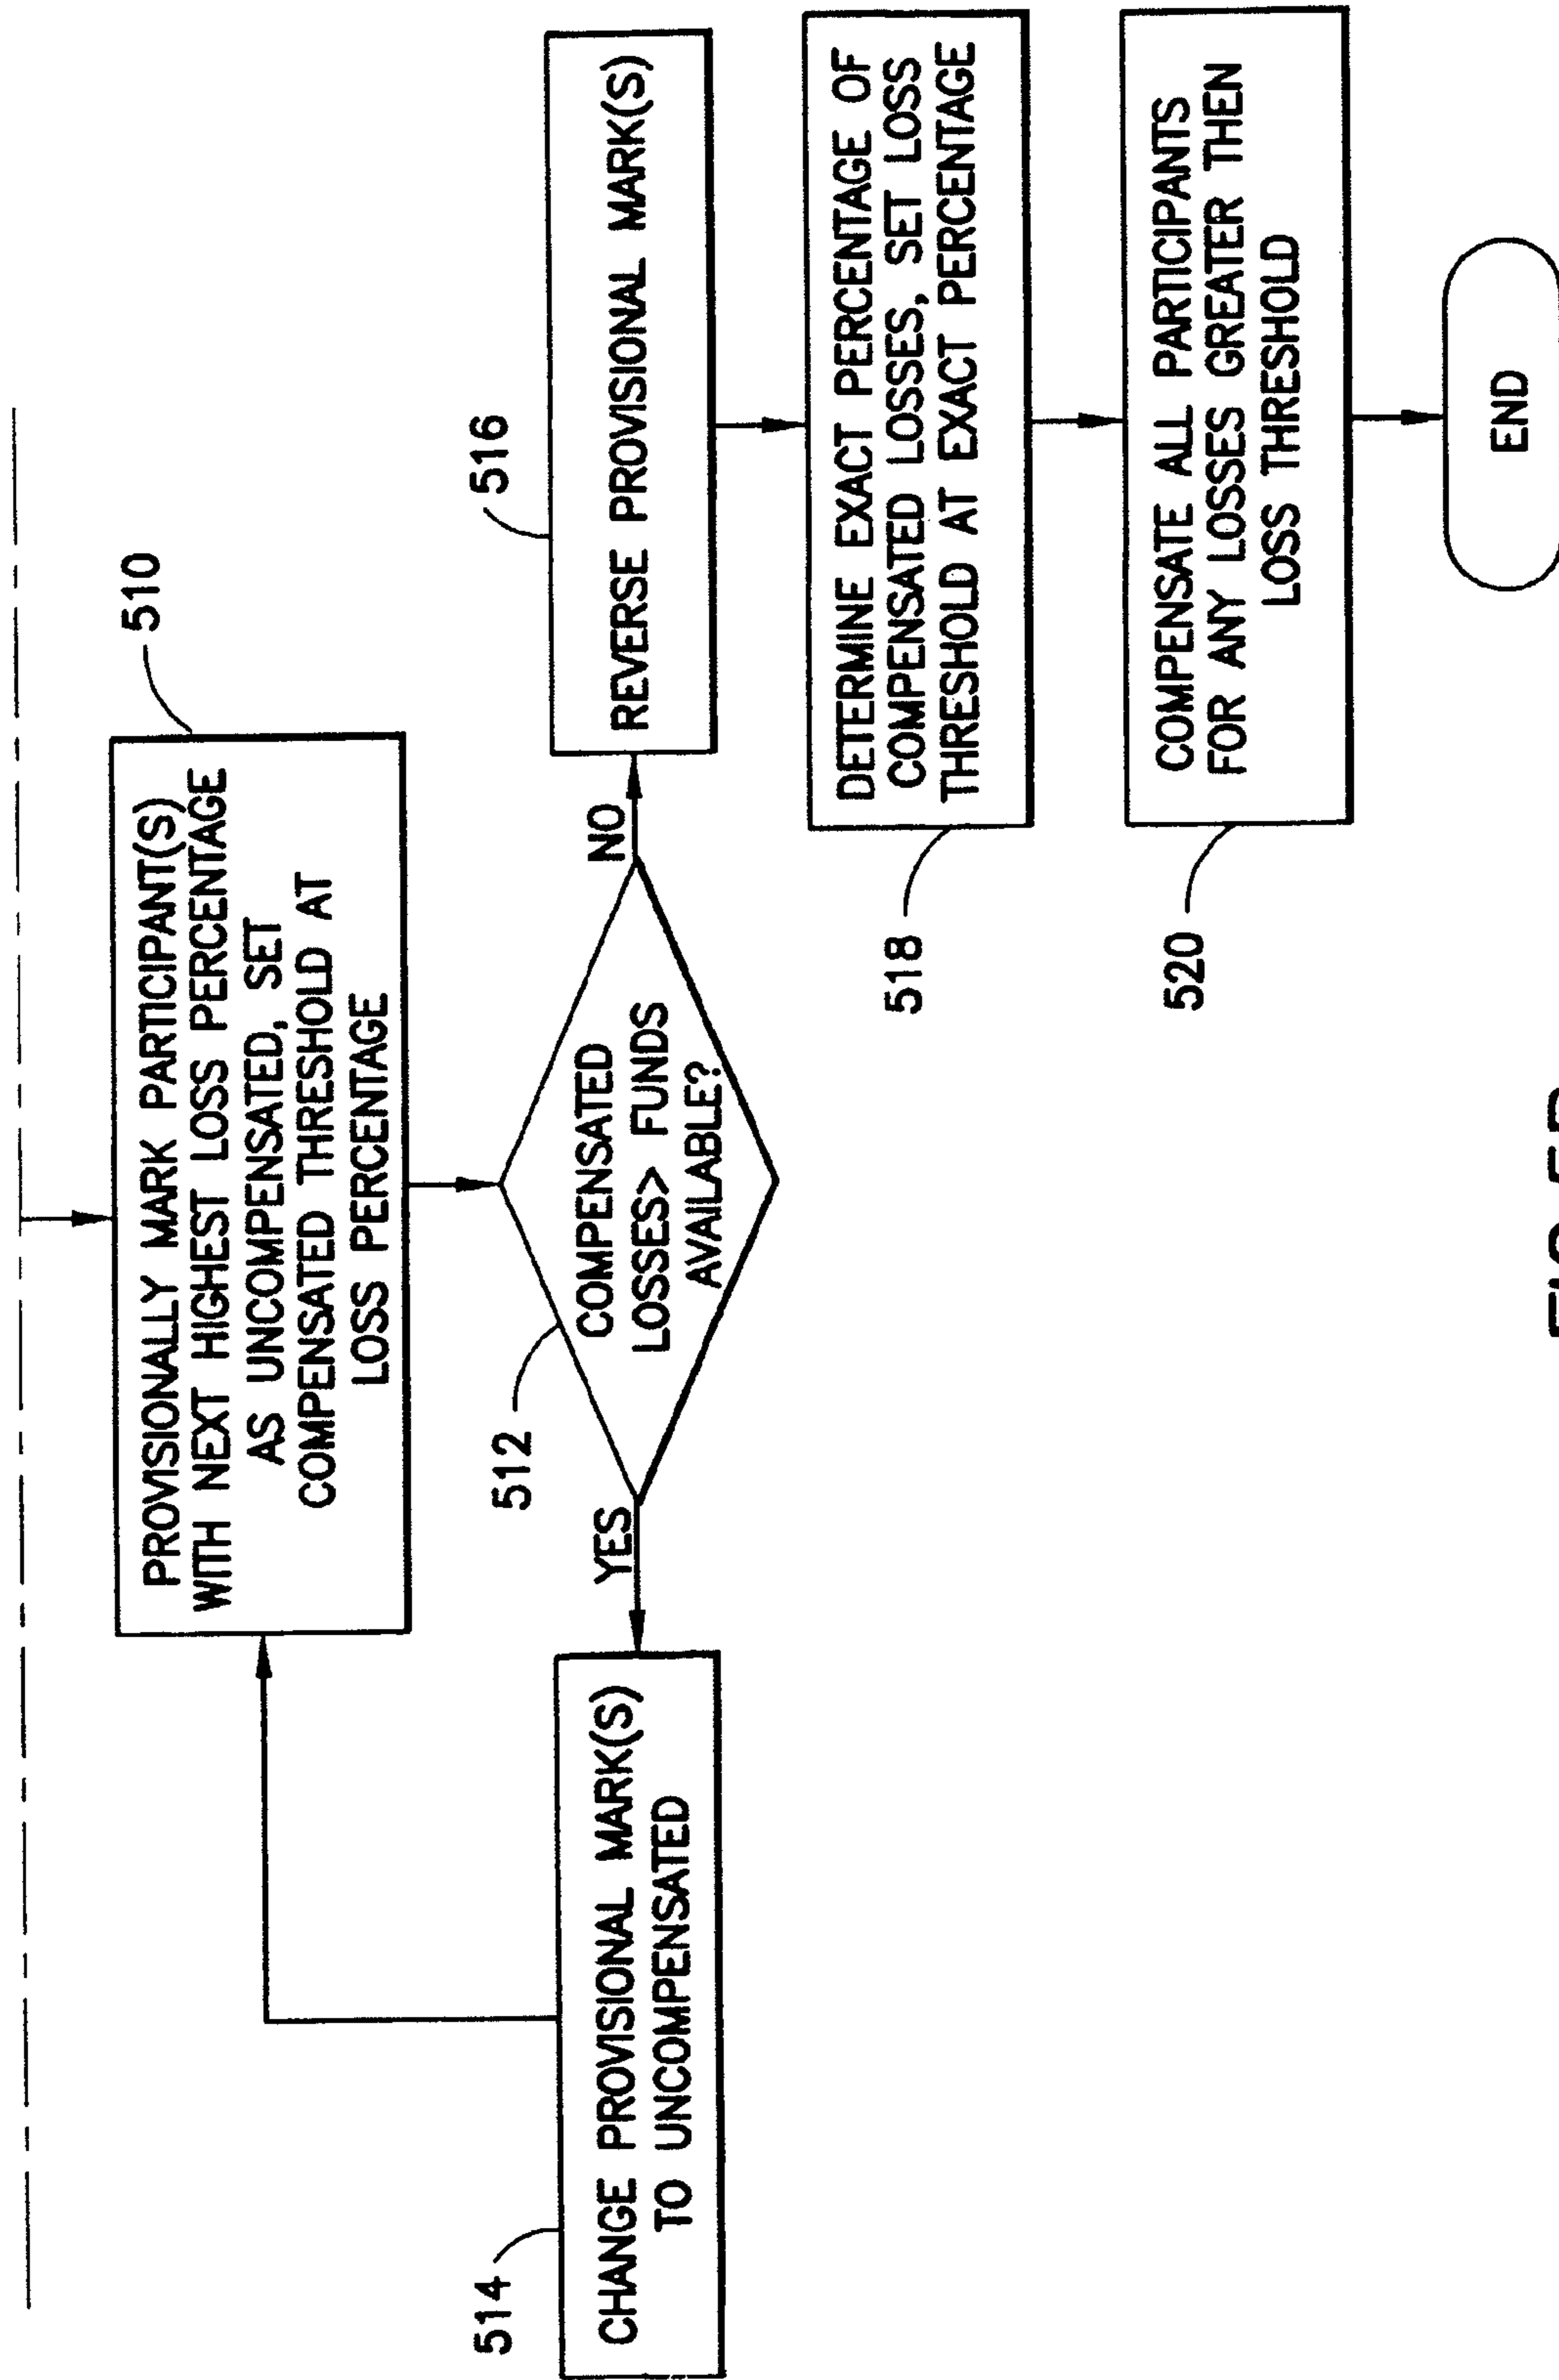 510
PROVISIONALLY MARK PARTICIPANT(S)
WITH NEXT HIGHEST LOSS PERCENTAGE
AS UNCOMPENSATED, SET
COMPENSATED THRESHOLD AT
LOSS PERCENTAGE
512
COMPENSATED
LOSSES> FUNDS
AVAILABLE?
YES
NO
514
CHANGE PROVISIONAL MARK(S)
TO UNCOMPENSATED
516
REVERSE PROVISIONAL MARK(S)
518
DETERMINE EXACT PERCENTAGE OF
COMPENSATED LOSSES, SET LOSS
THRESHOLD AT EXACT PERCENTAGE
520
COMPENSATE ALL PARTICIPANTS
FOR ANY LOSSES GREATER THEN
LOSS THRESHOLD
END